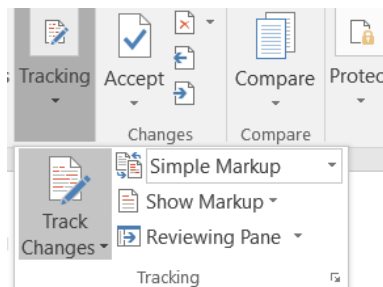 Tracking
Accept
Compare
Protec
Changes
Compare
Simple Markup
Show Markup
Track
Changes
Reviewing Pane
Tracking